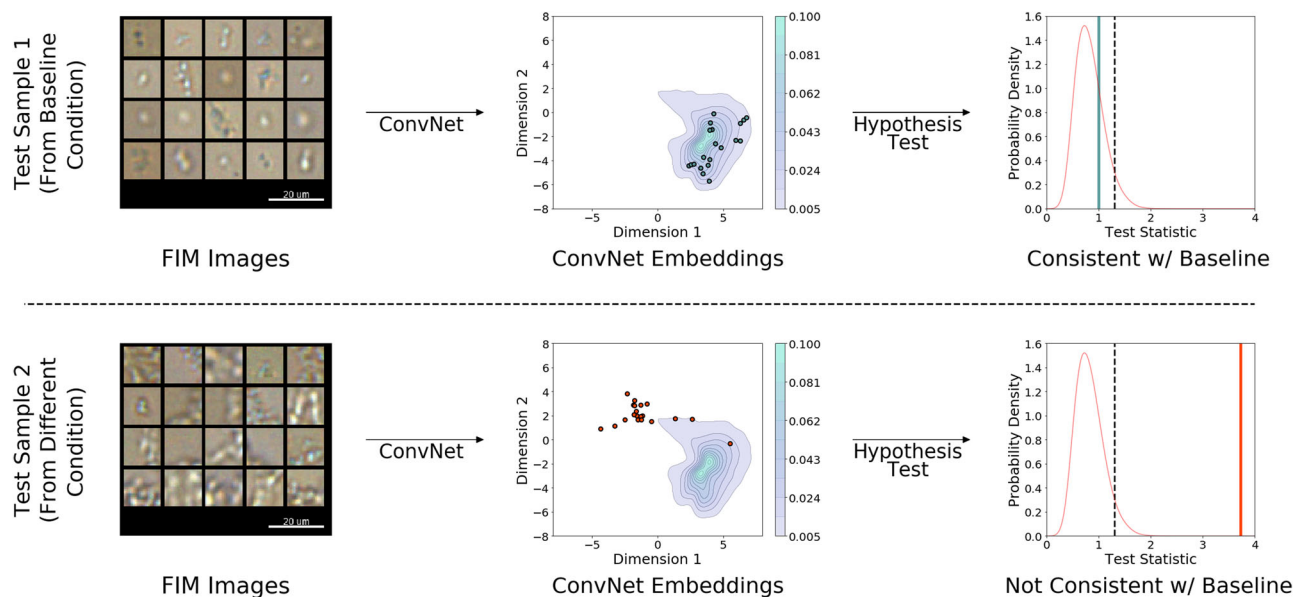 Test Sample 1
(From Baseline
Condition)
20 um
FIM Images
ConvNet
8
6
4
2
0
−2
−4
−6
−8
Dimension 2
−5
0
5
Dimension 1
0.100
0.081
0.062
0.043
0.024
0.005
ConvNet Embeddings
Hypothesis
Test
1.6
1.4
1.2
1.0
0.8
0.6
0.4
0.2
0.0
Probability Density
0
1
2
3
4
Test Statistic
Consistent w/ Baseline
Test Sample 2
(From Different
Condition)
20 um
FIM Images
ConvNet
8
6
4
2
0
−2
−4
−6
−8
Dimension 2
−5
0
5
Dimension 1
0.100
0.081
0.062
0.043
0.024
0.005
ConvNet Embeddings
Hypothesis
Test
1.6
1.4
1.2
1.0
0.8
0.6
0.4
0.2
0.0
Probability Density
0
1
2
3
4
Test Statistic
Not Consistent w/ Baseline